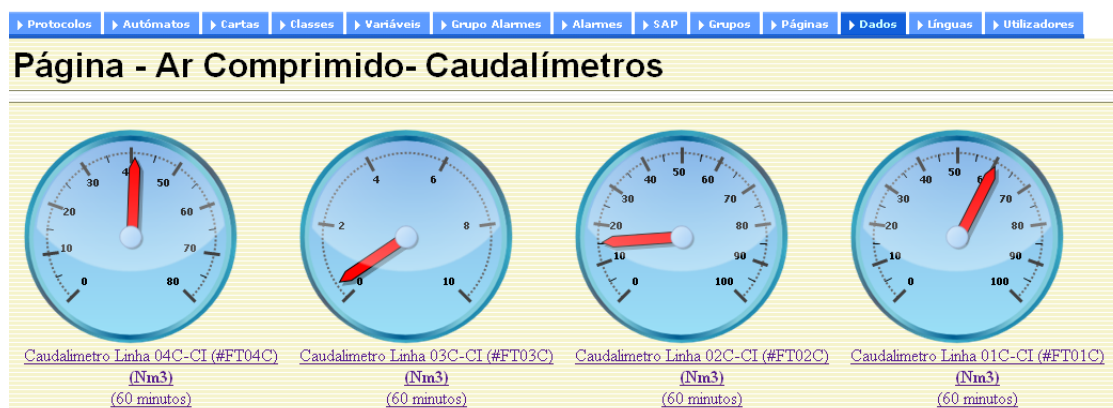 Protocolos Autómatos Cartas Classes Variáveis Grupo Alarmes Alarmes SAP Grupos Páginas Dados Línguas Utilizadores
Página - Ar Comprimido- Caudalímetros
0 10 20 30 4 50 60 70 80
0 2 4 6 8 10
0 10 20 30 40 50 60 70 80 90 100
0 10 20 30 40 50 6 70 80 90 100
Caudalimetro Linha 04C-CI (#FT04C)
(Nm3)
(60 minutos)
Caudalimetro Linha 03C-CI (#FT03C)
(Nm3)
(60 minutos)
Caudalimetro Linha 02C-CI (#FT02C)
(Nm3)
(60 minutos)
Caudalimetro Linha 01C-CI (#FT01C)
(Nm3)
(60 minutos)